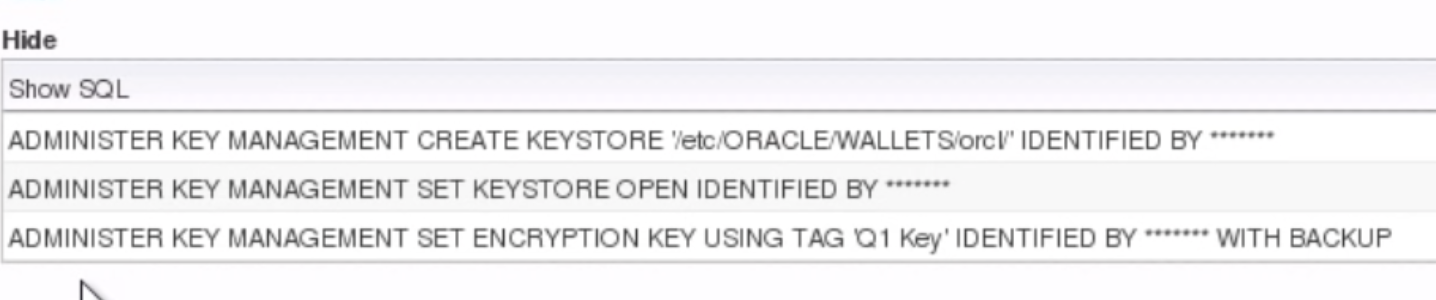 Hide
Show SQL
ADMINISTER KEY MANAGEMENT CREATE KEYSTORE '/etc/ORACLE/WALLETS/orcl/' IDENTIFIED BY *******
ADMINISTER KEY MANAGEMENT SET KEYSTORE OPEN IDENTIFIED BY *******
ADMINISTER KEY MANAGEMENT SET ENCRYPTION KEY USING TAG 'Q1 Key' IDENTIFIED BY ******* WITH BACKUP